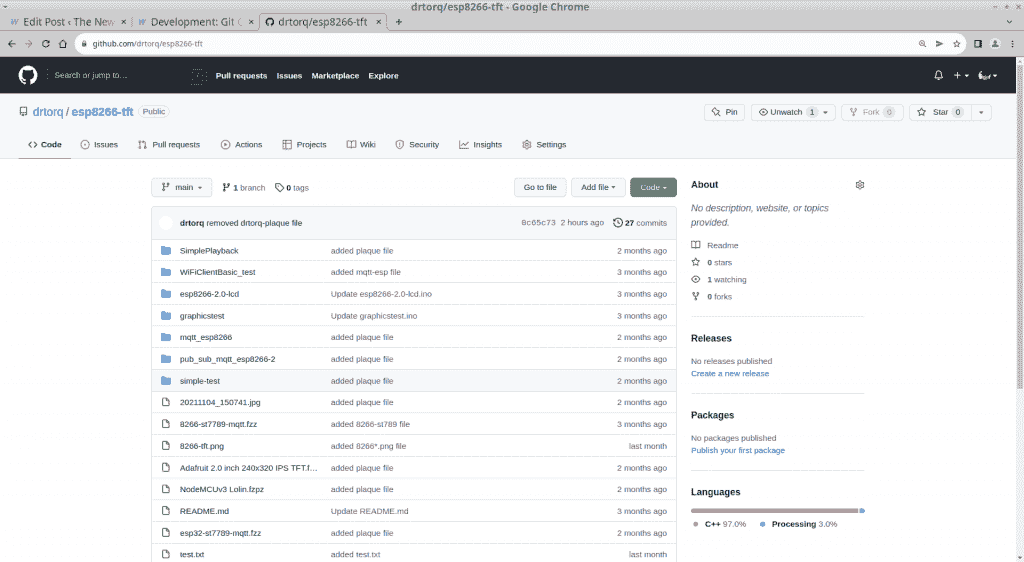 drtorq/esp8266-tft - Google Chrome
Edit Post ‹ The New
Development: Git
drtorq/esp8266-tft
github.com/drtorq/esp8266-tft
Search or jump to…
/
Pull requests Issues Marketplace Explore
drtorq / esp8266-tft Public
Pin
Unwatch 1
Fork 0
Star 0
Code Issues Pull requests Actions Projects Wiki Security Insights Settings
main
1 branch
0 tags
Go to file
Add file
Code
drtorq removed drtorq-plaque file 0c65c73 2 hours ago 27 commits
SimplePlayback added plaque file 2 months ago
WiFiClientBasic_test added mqtt-esp file 3 months ago
esp8266-2.0-lcd Update esp8266-2.0-lcd.ino 3 months ago
graphicstest Update graphicstest.ino 3 months ago
mqtt_esp8266 added plaque file 2 months ago
pub_sub_mqtt_esp8266-2 added plaque file 2 months ago
simple-test added plaque file 2 months ago
20211104_150741.jpg added plaque file 2 months ago
8266-st7789-mqtt.fzz added 8266-st789 file 3 months ago
8266-tft.png added 8266*.png file last month
Adafruit 2.0 inch 240x320 IPS TFT.f… added plaque file 2 months ago
NodeMCUv3 Lolin.fzpz added plaque file 2 months ago
README.md Update README.md 3 months ago
esp32-st7789-mqtt.fzz added plaque file 2 months ago
test.txt added test.txt last month
About
No description, website, or topics
provided.
Readme
0 stars
1 watching
0 forks
Releases
No releases published
Create a new release
Packages
No packages published
Publish your first package
Languages
C++ 97.0% Processing 3.0%